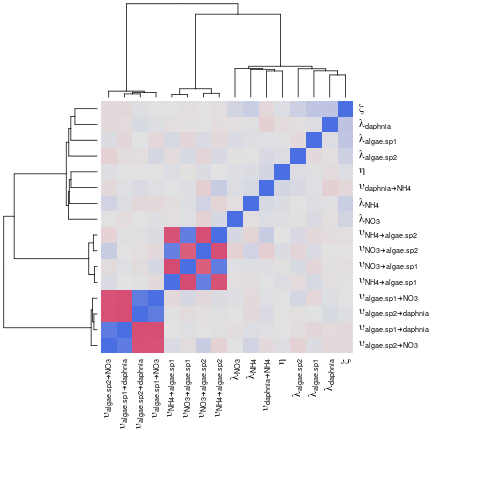 ζ
λdaphnia
λalgae.sp1
λalgae.sp2
η
υdaphnia→NH4
λNH4
λNO3
υNH4→algae.sp2
υNO3→algae.sp2
υNO3→algae.sp1
υNH4→algae.sp1
υalgae.sp1→NO3
υalgae.sp2→daphnia
υalgae.sp1→daphnia
υalgae.sp2→NO3
υalgae.sp2→NO3
υalgae.sp1→daphnia
υalgae.sp2→daphnia
υalgae.sp1→NO3
υNH4→algae.sp1
υNO3→algae.sp1
υNO3→algae.sp2
υNH4→algae.sp2
λNO3
λNH4
υdaphnia→NH4
η
λalgae.sp2
λalgae.sp1
λdaphnia
ζ